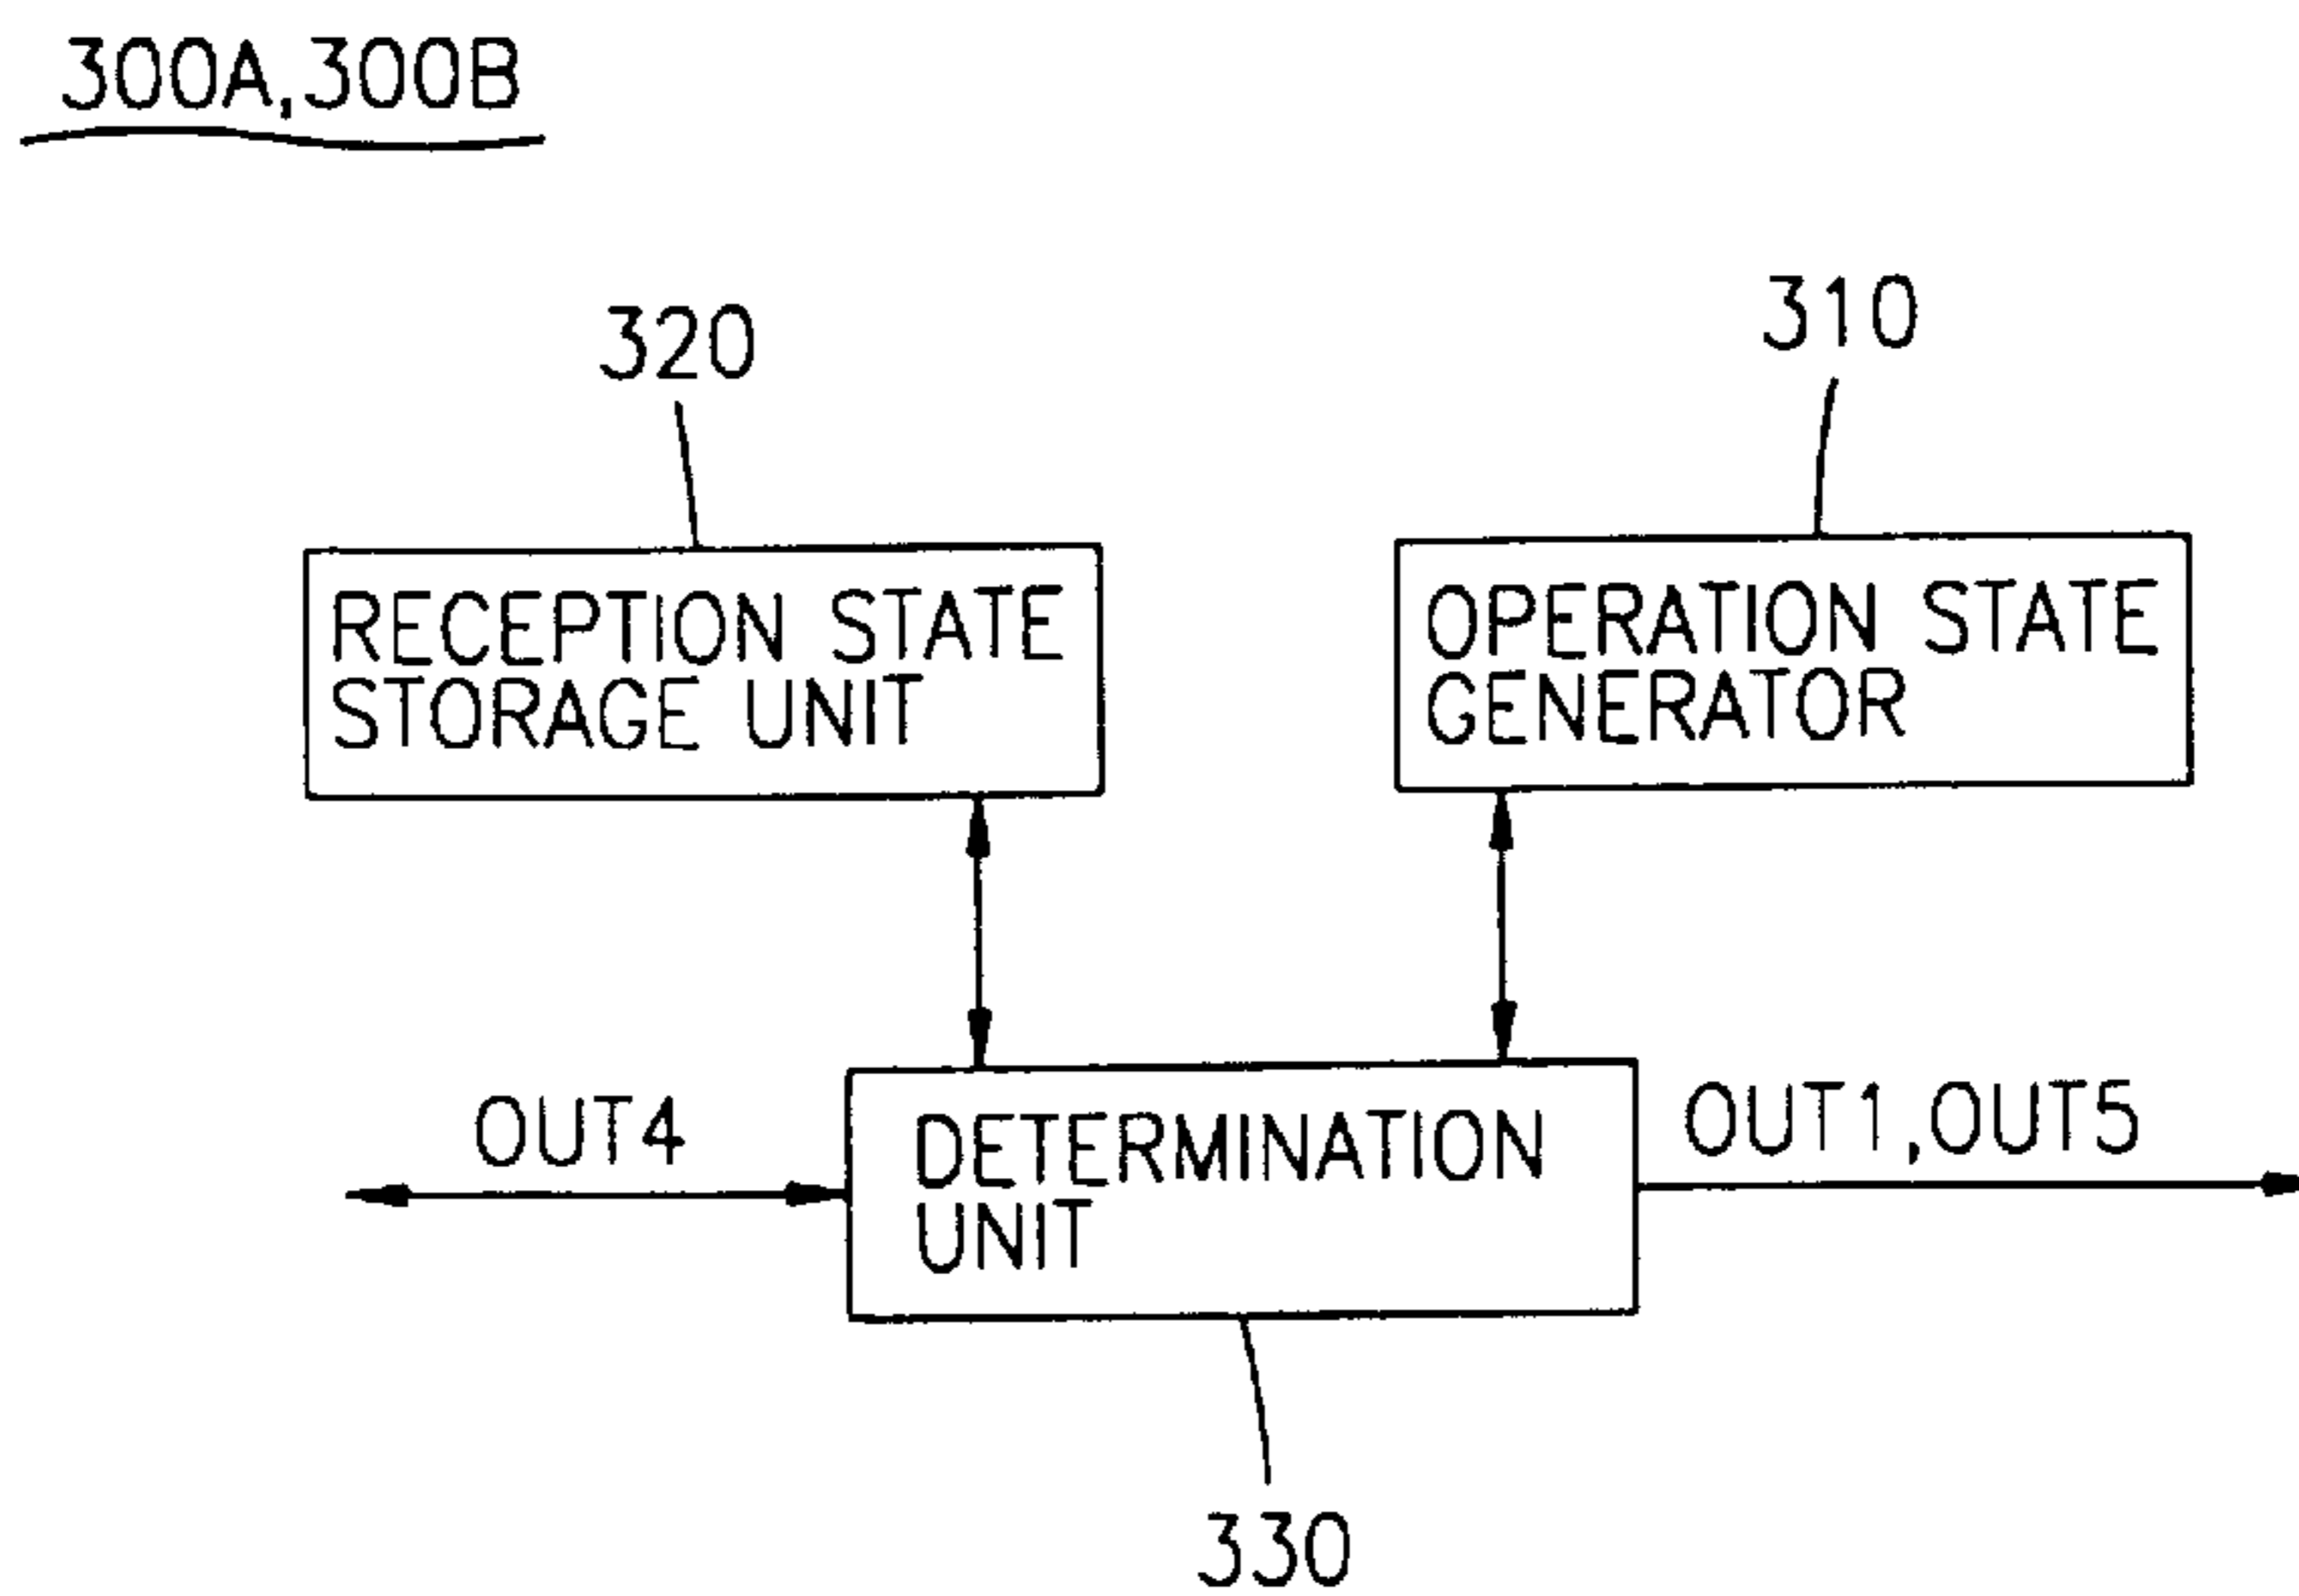 300A,300B
320
310
RECEPTION STATE
STORAGE UNIT
OPERATION STATE
GENERATOR
OUT4
DETERMINATION
UNIT
OUT1,OUT5
330